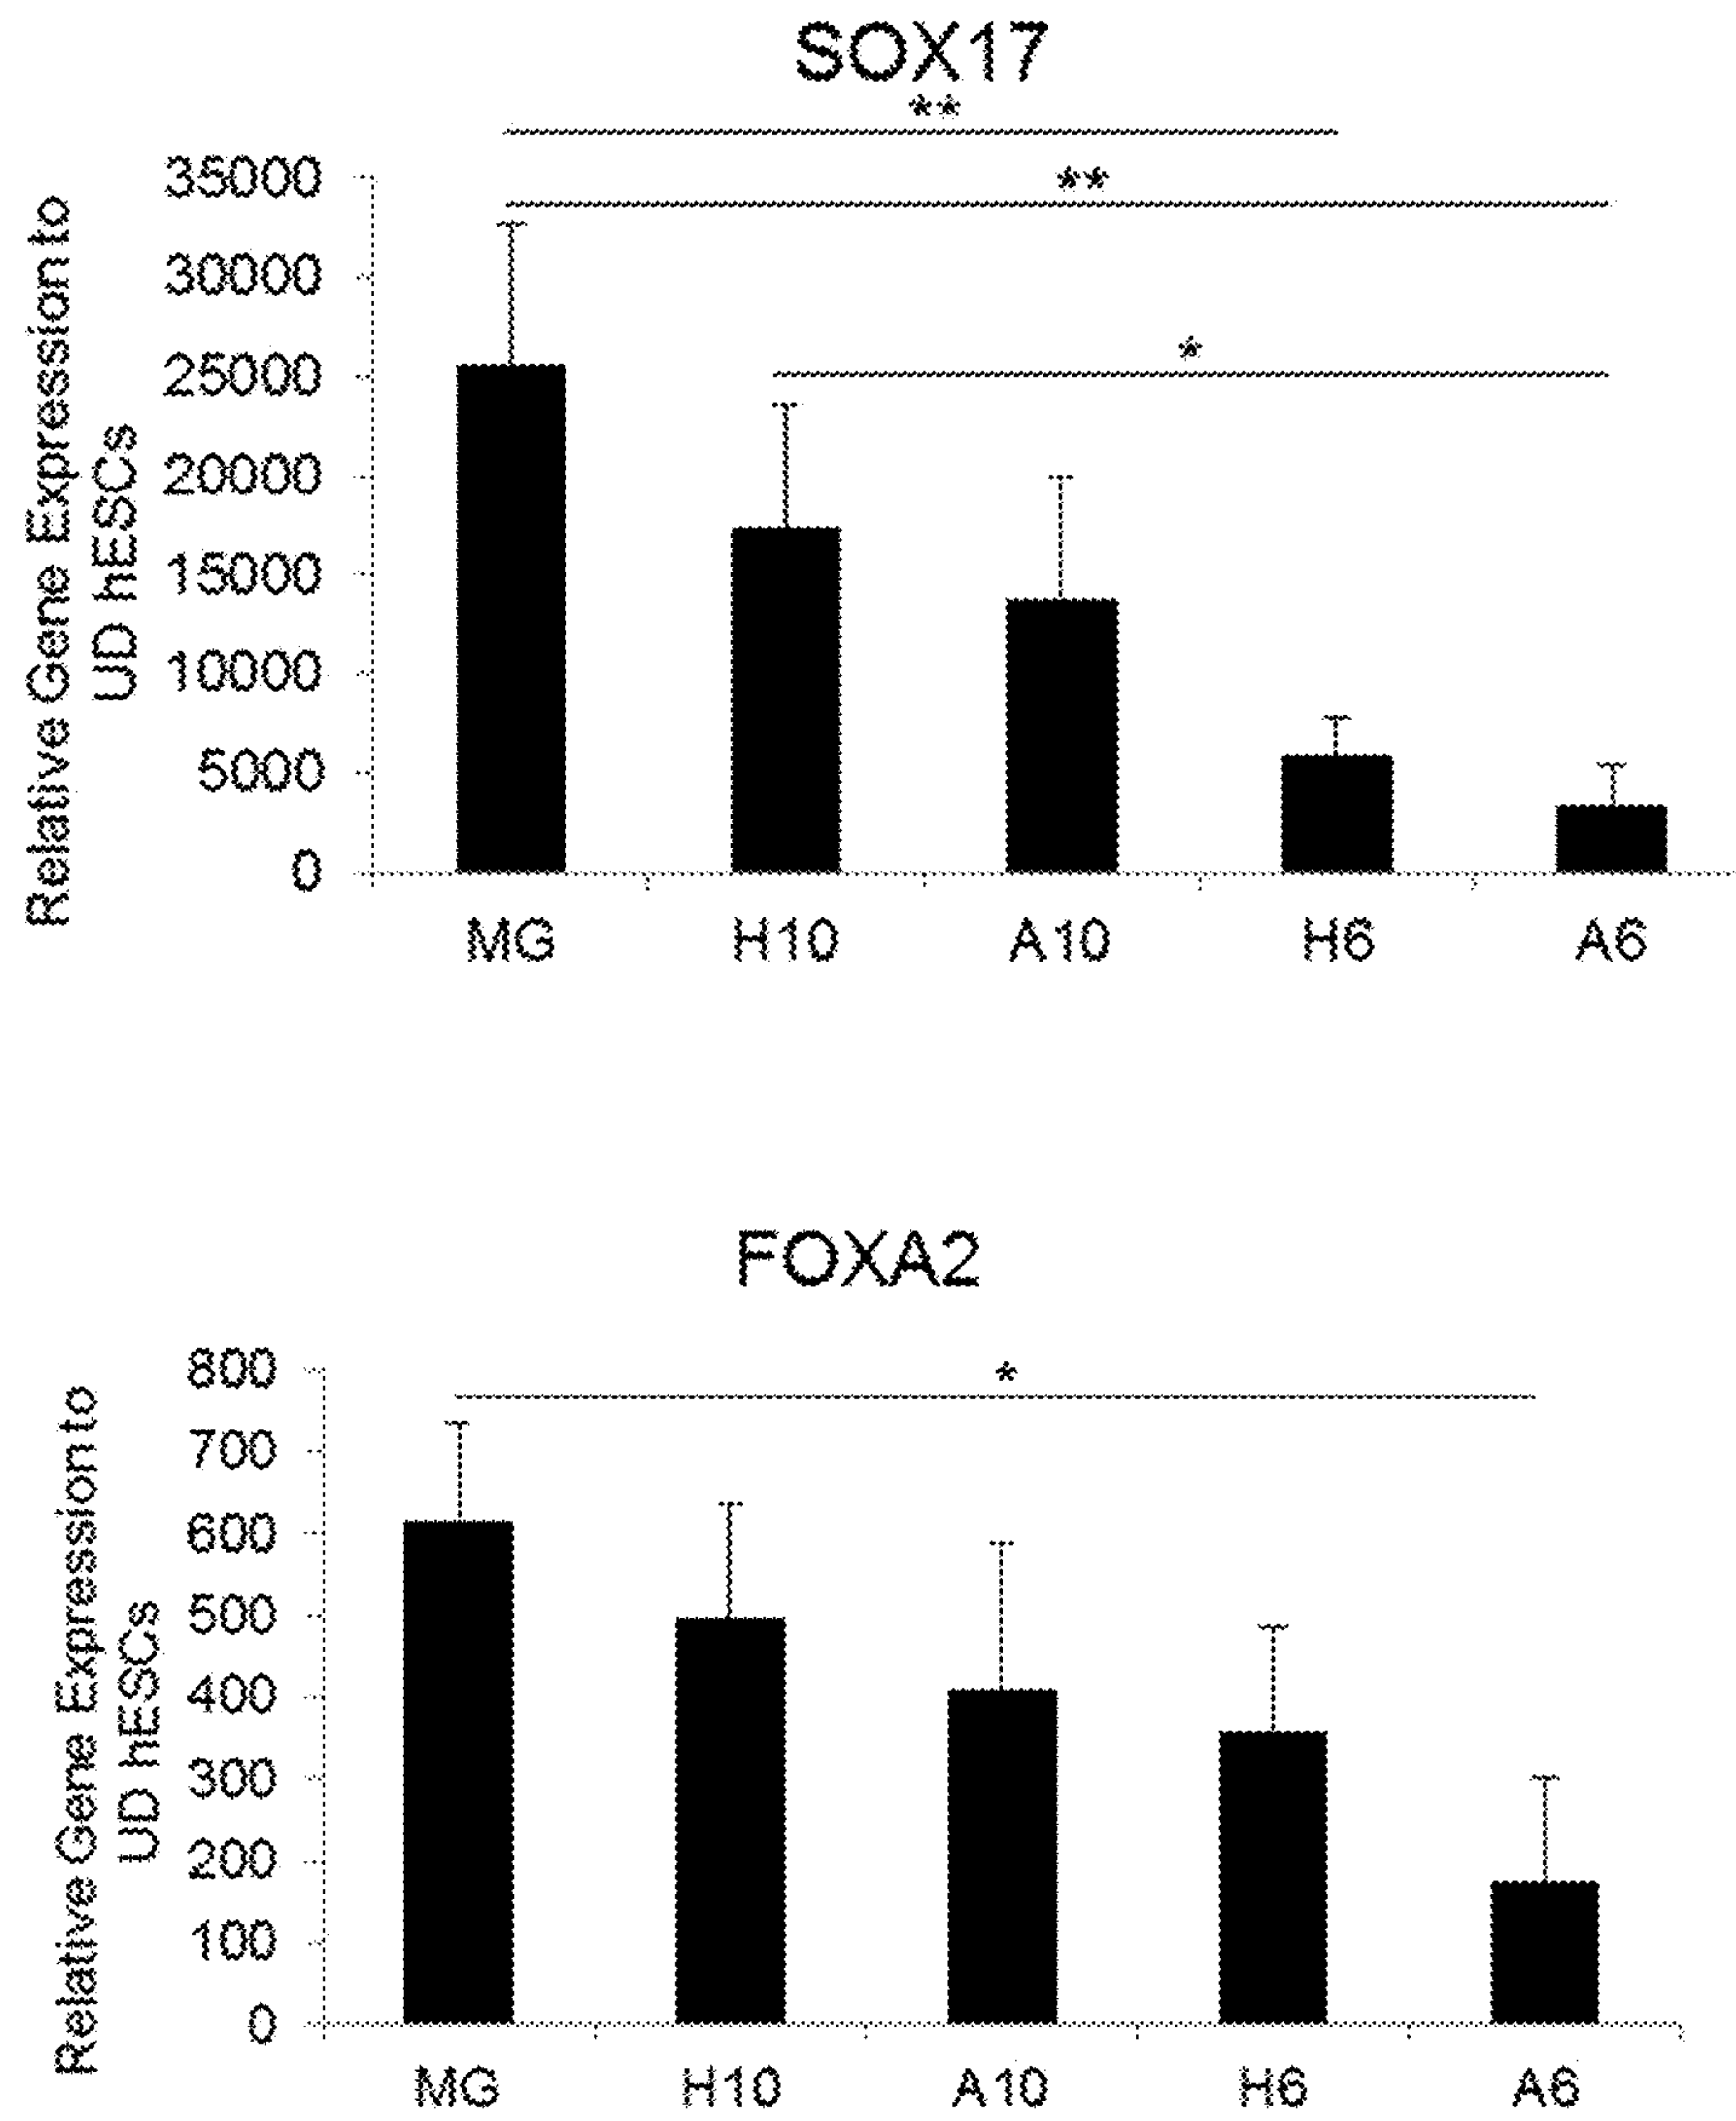 SOX17
**
**
*
35000
30000
25000
20000
15000
10000
5000
0
Relative Gene Expression to
UD hESCs
MG H10 A10 H6 A6
FOXA2
*
800
700
600
500
400
300
200
100
0
Relative Gene Expression to
UD hESCs
MG H10 A10 H6 A6